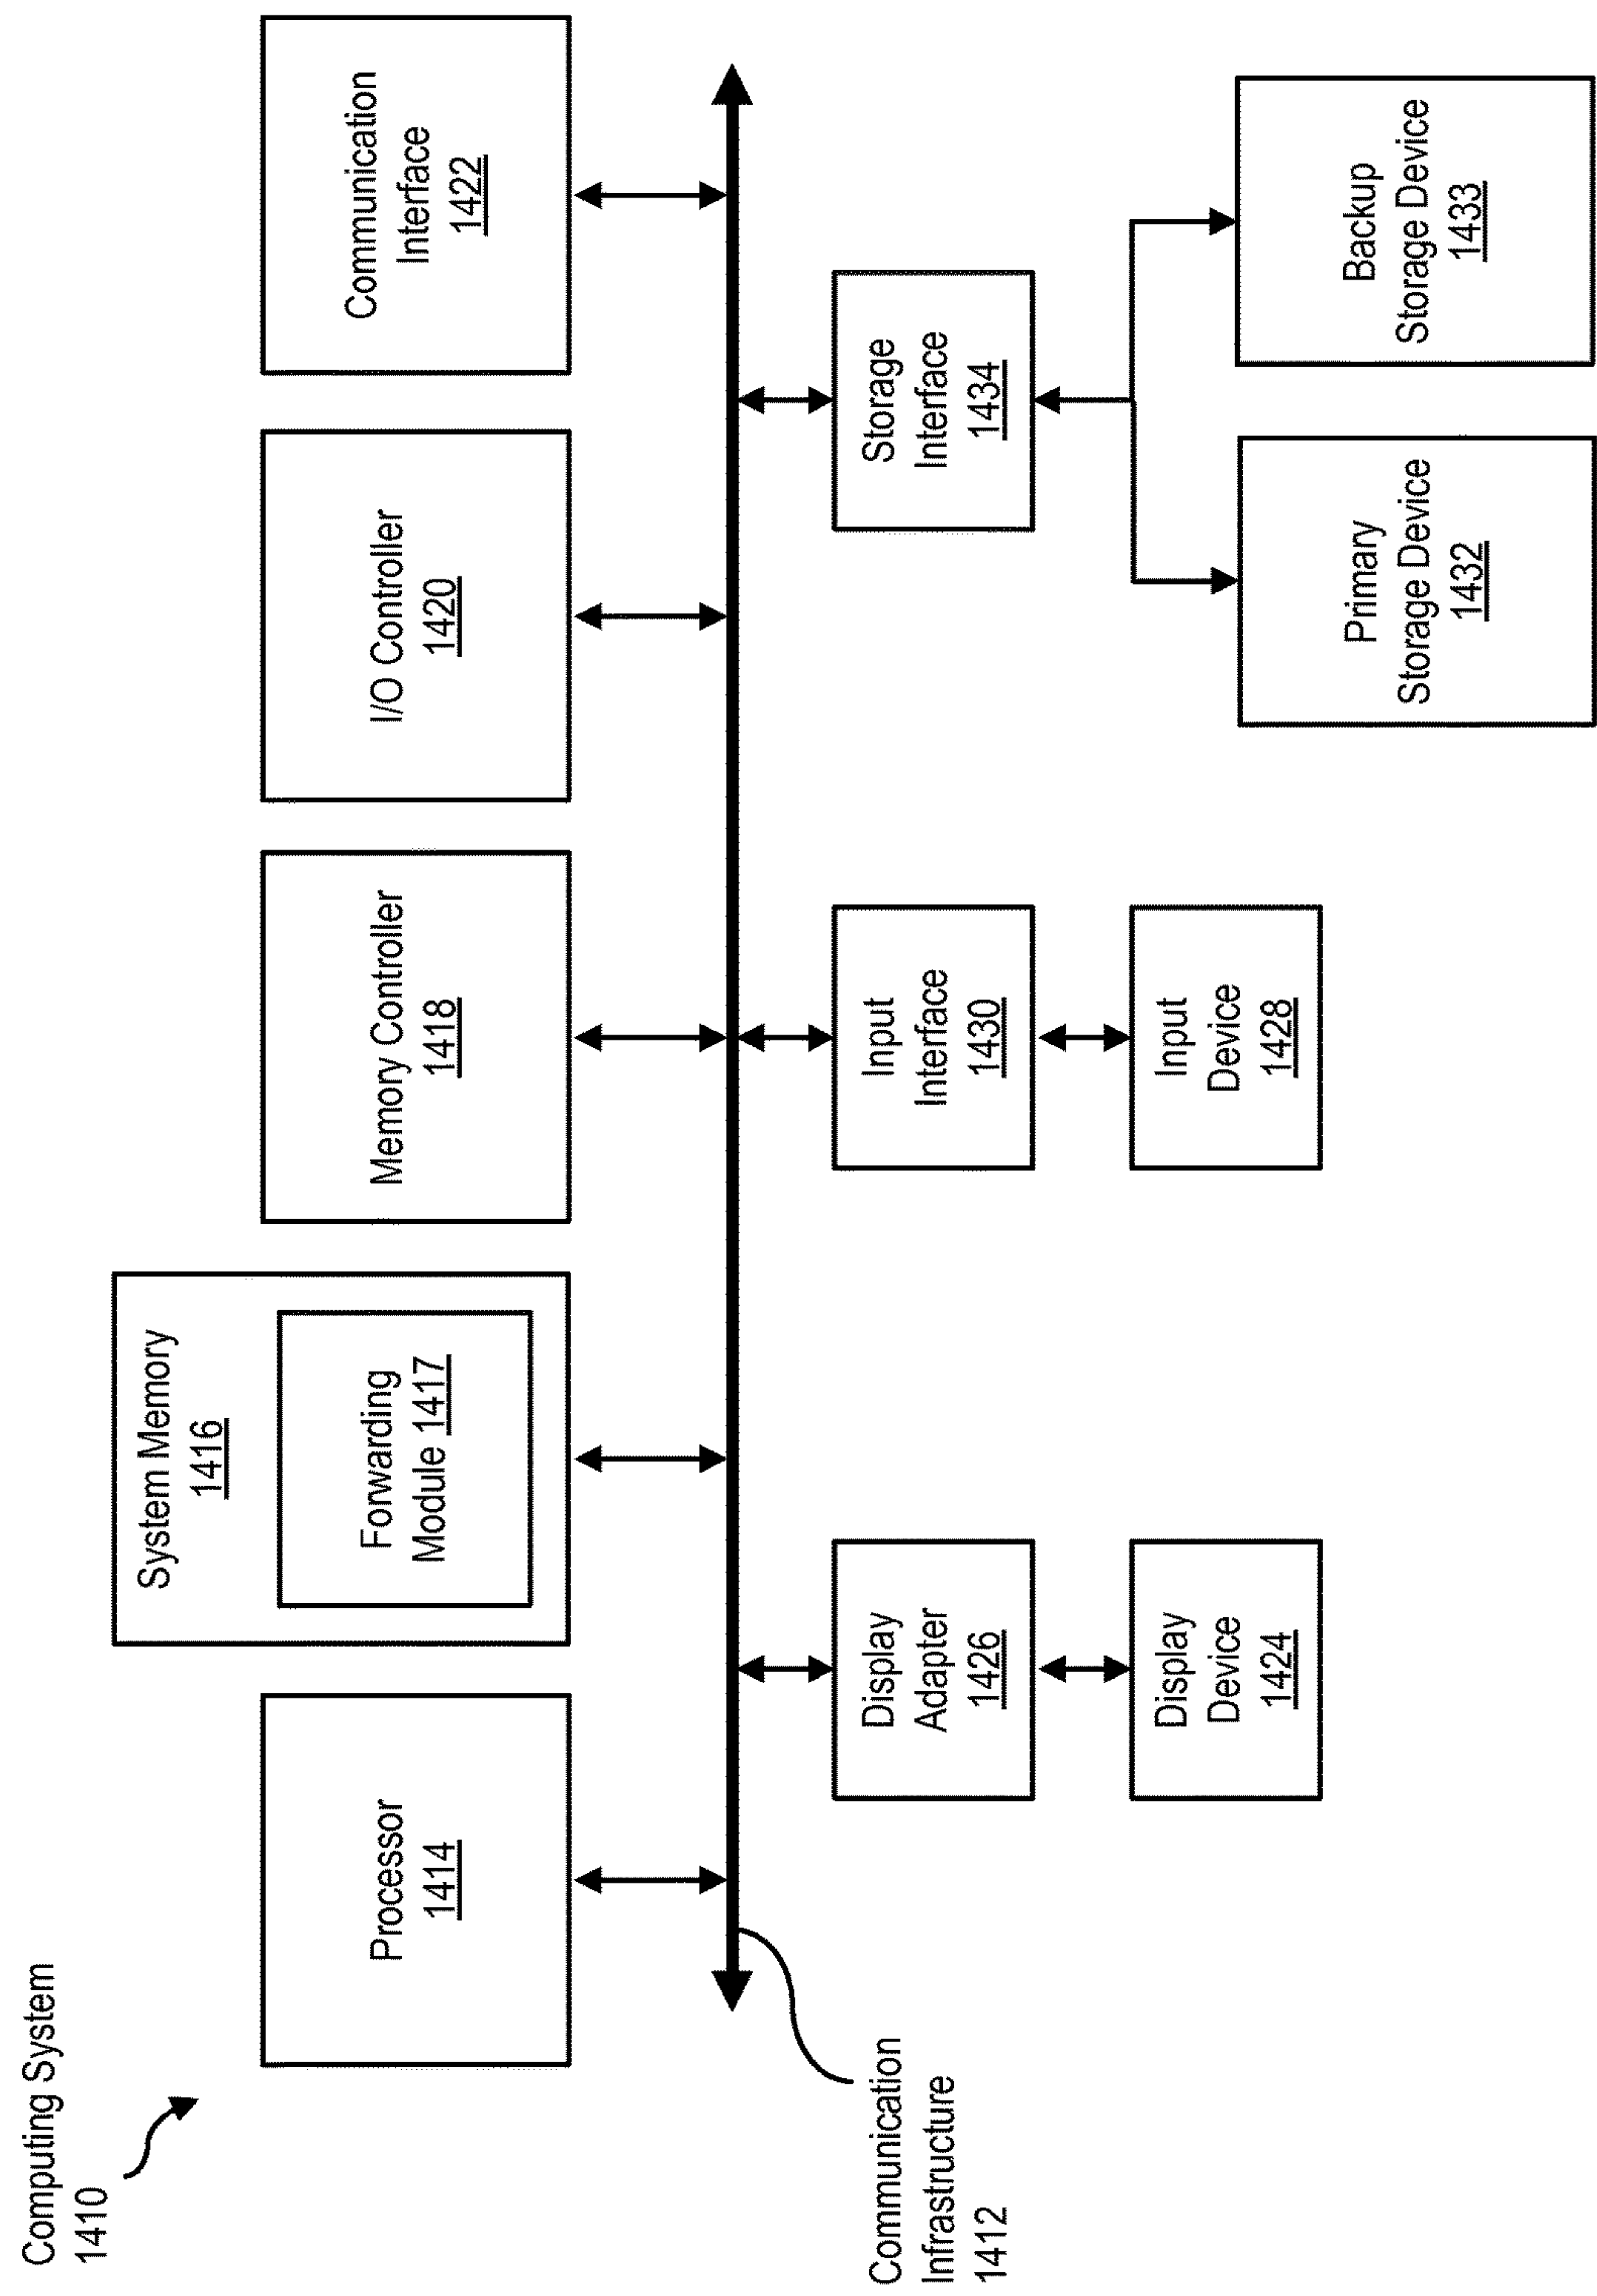 Computing System
1410
Processor
1414
System Memory
1416
Forwarding
Module 1417
Memory Controller
1418
I/O Controller
1420
Communication
Interface
1422
Communication
Infrastructure
1412
Display
Adapter
1426
Input
Interface
1430
Storage
Interface
1434
Display
Device
1424
Input
Device
1428
Primary
Storage Device
1432
Backup
Storage Device
1433